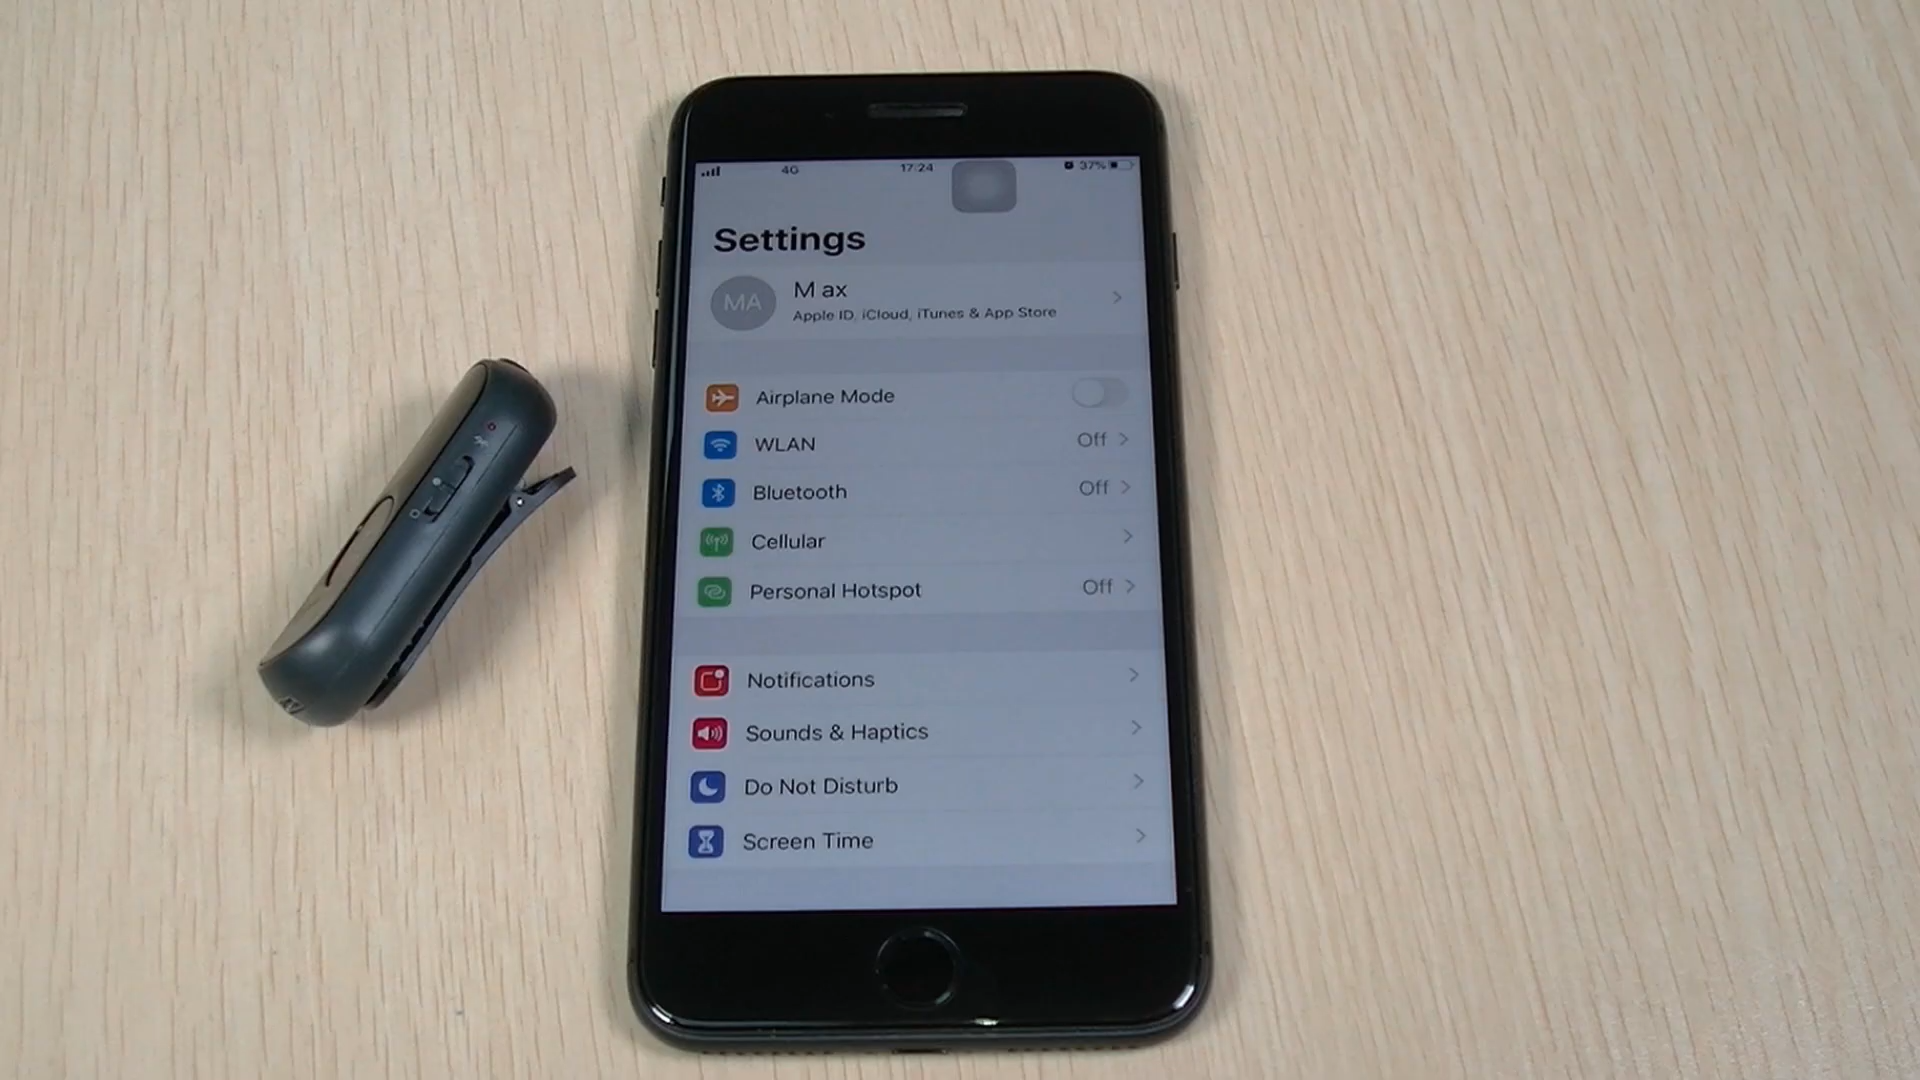 4G 17:24 37%
Settings
MA
M ax
Apple ID, iCloud, iTunes & App Store
Airplane Mode
WLAN Off
Bluetooth Off
Cellular
Personal Hotspot Off
Notifications
Sounds & Haptics
Do Not Disturb
Screen Time